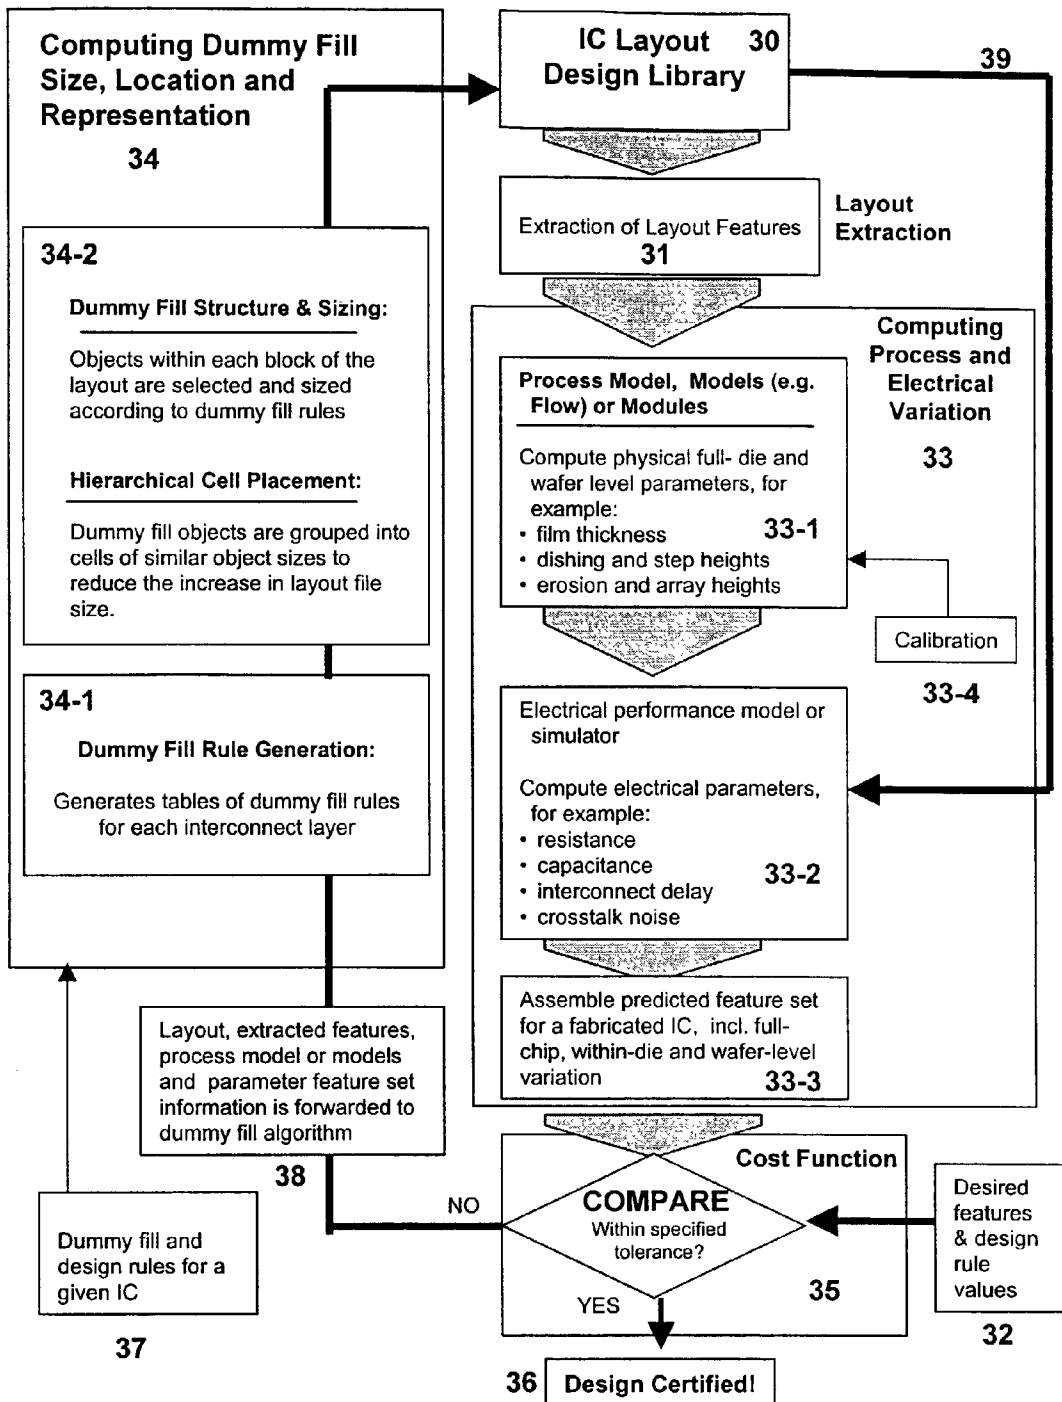 Computing Dummy Fill
Size, Location and
Representation
34
34-2
Dummy Fill Structure & Sizing:
Objects within each block of the
layout are selected and sized
according to dummy fill rules
Hierarchical Cell Placement:
Dummy fill objects are grouped into
cells of similar object sizes to
reduce the increase in layout file
size.
34-1
Dummy Fill Rule Generation:
Generates tables of dummy fill rules
for each interconnect layer
Layout, extracted features,
process model or models
and parameter feature set
information is forwarded to
dummy fill algorithm
38
Dummy fill and
design rules for a
given IC
37
IC Layout 30
Design Library
39
Extraction of Layout Features
31
Layout
Extraction
Computing
Process and
Electrical
Variation
33
Process Model, Models (e.g.
Flow) or Modules
Compute physical full- die and
wafer level parameters, for
example:
• film thickness
• dishing and step heights
• erosion and array heights
33-1
Calibration
33-4
Electrical performance model or
simulator
Compute electrical parameters,
for example:
• resistance
• capacitance
• interconnect delay
• crosstalk noise
33-2
Assemble predicted feature set
for a fabricated IC, incl. full-
chip, within-die and wafer-level
variation
33-3
Cost Function
COMPARE
Within specified
tolerance?
NO
YES
35
Desired
features
& design
rule
values
32
36
Design Certified!